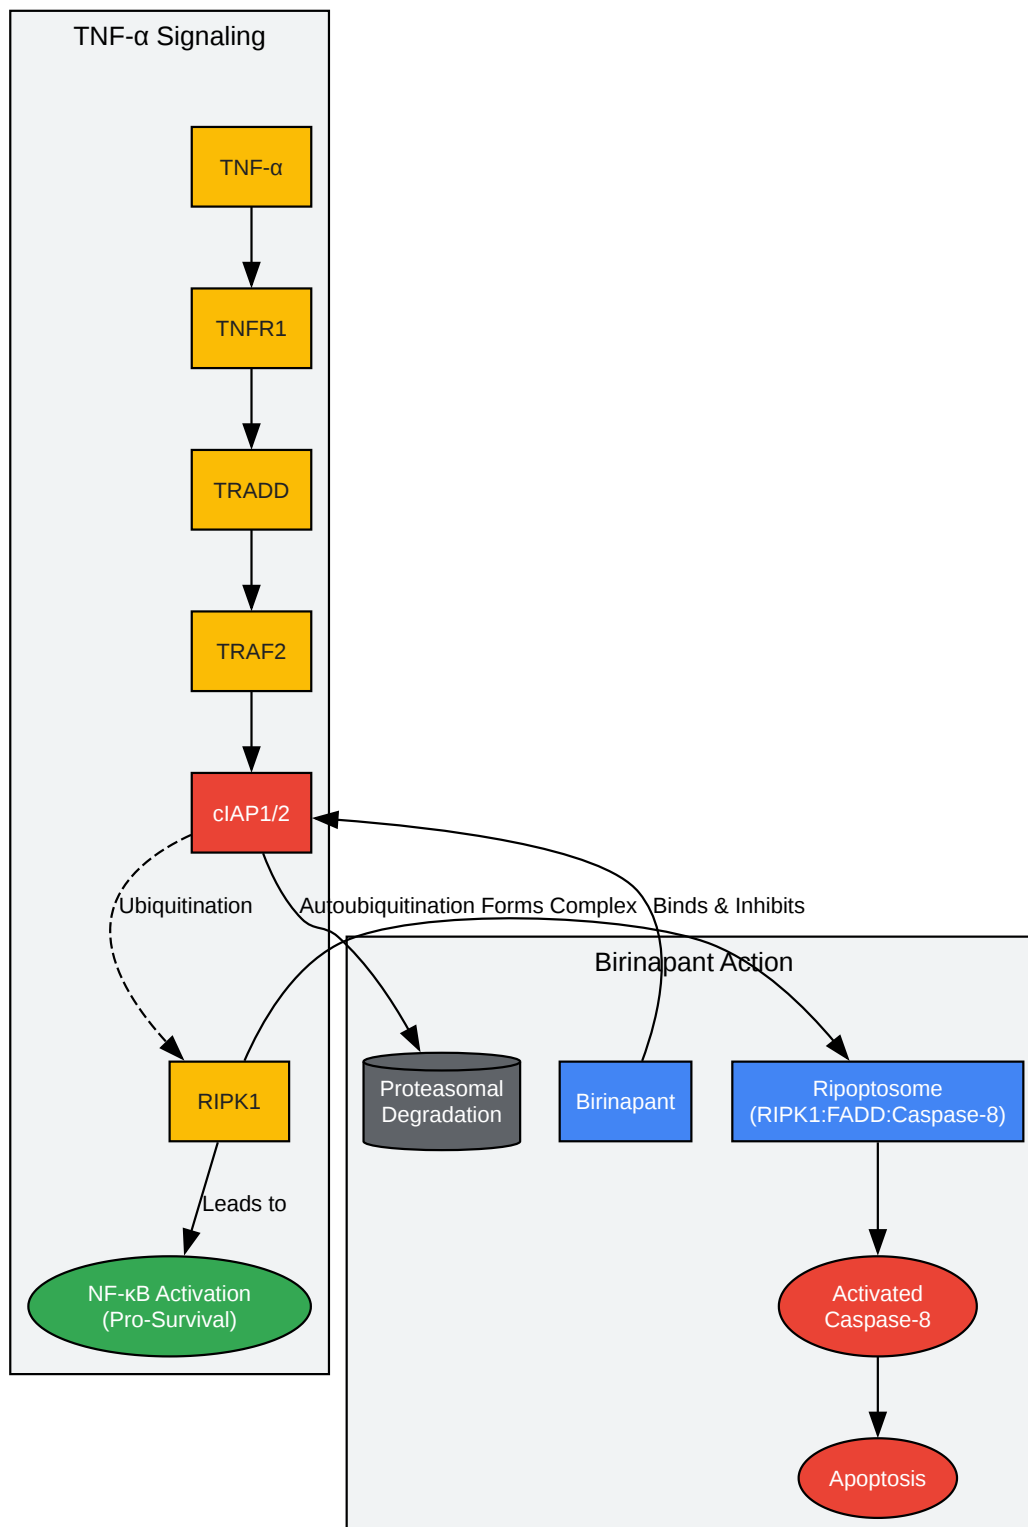 TNF-α Signaling
TNF-α
TNFR1
TRADD
TRAF2
cIAP1/2
Ubiquitination
Autoubiquitination
Forms Complex
Binds & Inhibits
Birinapant Action
RIPK1
Proteasomal
Degradation
Birinapant
Ripoptosome
(RIPK1:FADD:Caspase-8)
Leads to
NF-κB Activation
(Pro-Survival)
Activated
Caspase-8
Apoptosis